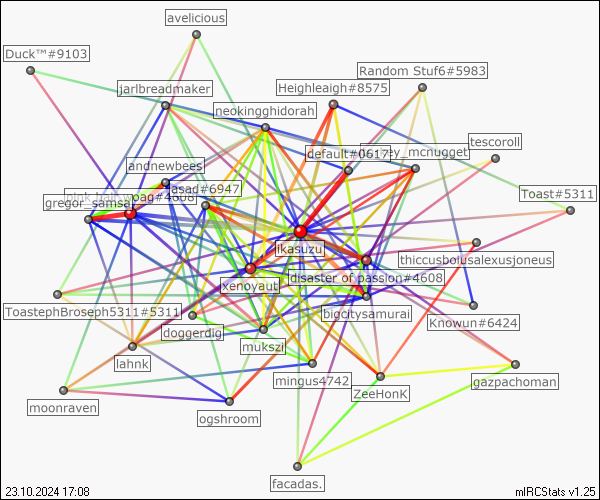 avelicious
Duck™#9103
Random Stuf6#5983
jarlbreadmaker
Heighleaigh#8575
neokingghidorah
tescoroll
default#0617
y_mcnugget
andnewbees
asad#6947
Toast#5311
gregor_samsa
pag#4608
ikasuzu
thiccusboiusalexusjoneus
disaster of passion#4608
xenoyaut
ToastephBroseph5311#5311
bigcitysamurai
Knowun#6424
doggerdig
mukszi
lahnk
mingus4742
gazpachoman
ZeeHonK
moonraven
ogshroom
facadas.
23.10.2024 17:08
mIRCStats v1.25